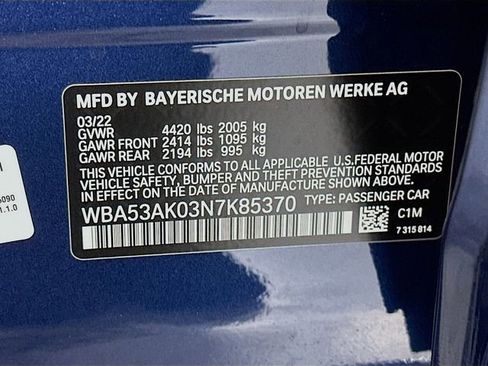 MFD BY BAYERISCHE MOTOREN WERKE AG
03/22
GVWR 4420 lbs 2005 kg
GAWR FRONT 2414 lbs 1095 kg
GAWR REAR 2194 lbs 995 kg
THIS VEHICLE CONFORMS TO ALL APPLICABLE U.S.FEDERAL MOTOR
VEHICLE SAFETY, BUMPER, AND THEFT PREVENTION STANDARDS
IN EFFECT ON THE DATE OF MANUFACTURE SHOWN ABOVE.
WBA53AK03N7K85370 TYPE: PASSENGER CAR
C1M
7 315 814